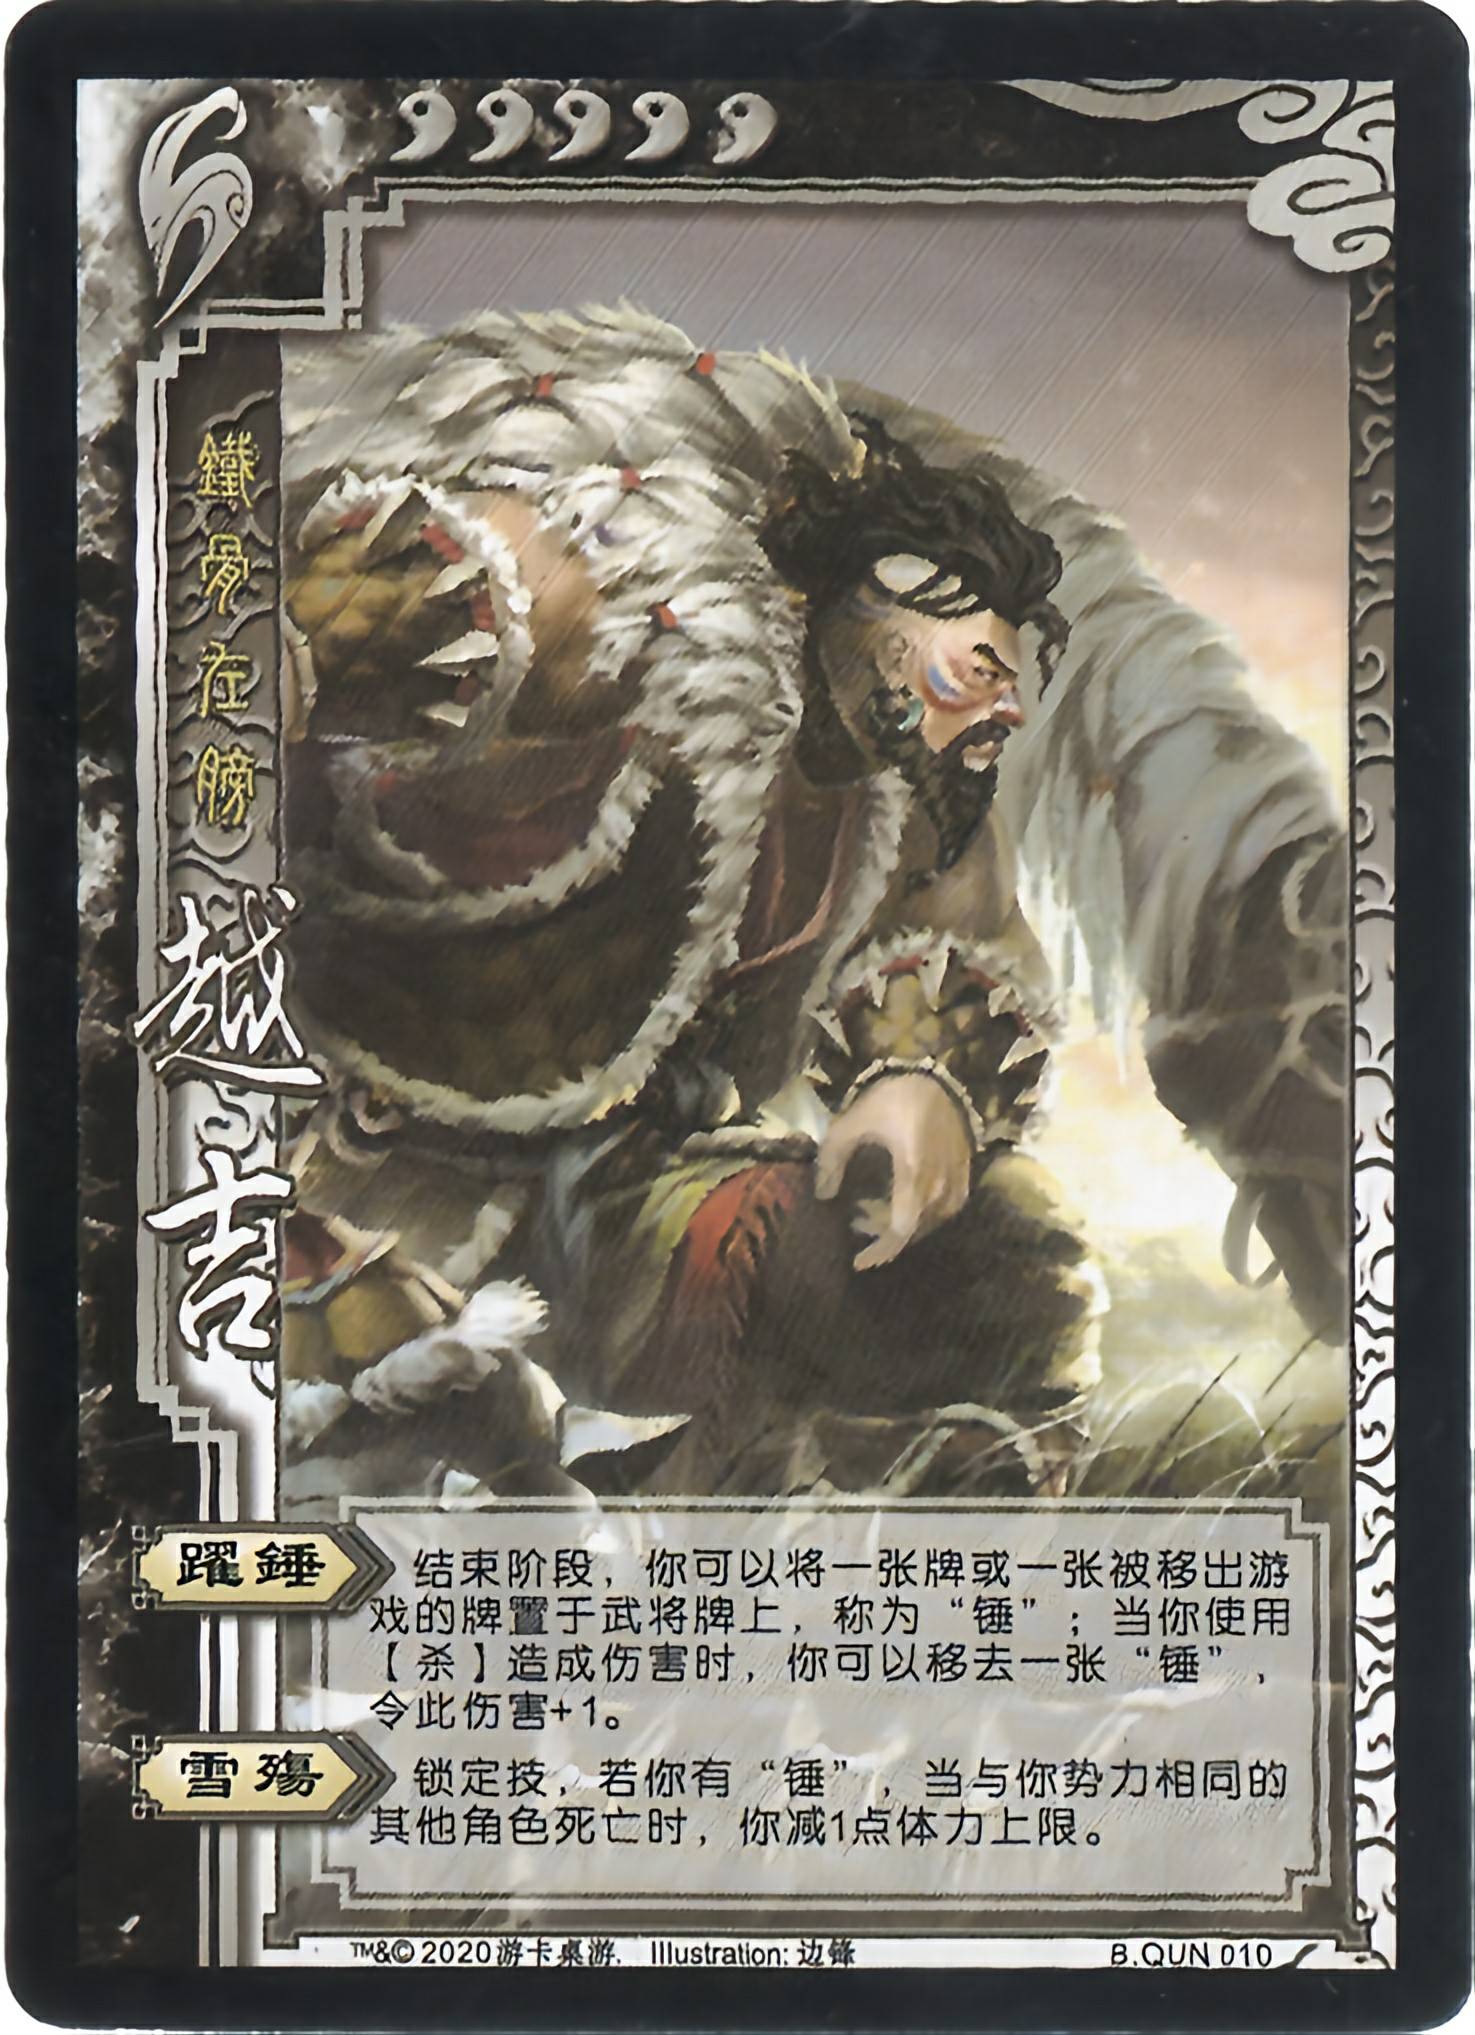 鐵骨在膀
越吉
躍錘
结束阶段，你可以将一张牌或一张被移出游
戏的牌置于武将牌上，称为“锤”；当你使用
【杀】造成伤害时，你可以移去一张“锤”，
令此伤害+1。
雪殤
锁定技，若你有“锤”，当与你势力相同的
其他角色死亡时，你减1点体力上限。
™&©2020游卡桌游. Illustration: 边锋
B.QUN 010